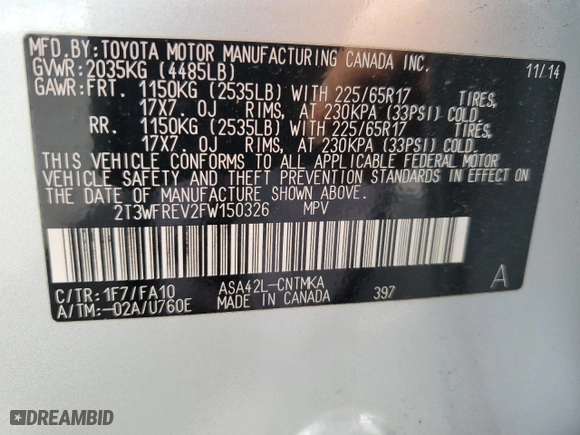 MFD.BY:TOYOTA MOTOR MANUFACTURING CANADA INC.
GVWR:2035KG (4485LB) 11/14
GAWR:FRT. 1150KG (2535LB) WITH 225/65R17 TIRES,
17X7.0J RIMS, AT 230KPA (33PSI) COLD.
RR. 1150KG (2535LB) WITH 225/65R17 TIRES,
17X7.0J RIMS, AT 230KPA (33PSI) COLD.
THIS VEHICLE CONFORMS TO ALL APPLICABLE FEDERAL MOTOR
VEHICLE SAFETY AND THEFT PREVENTION STANDARDS IN EFFECT ON
THE DATE OF MANUFACTURE SHOWN ABOVE.
2T3WFREV2FW150326 MPV
C/TR:1F7/FA10 ASA42L-CNTMKA A
A/TM:-02A/U760E MADE IN CANADA 397
DREAMBID